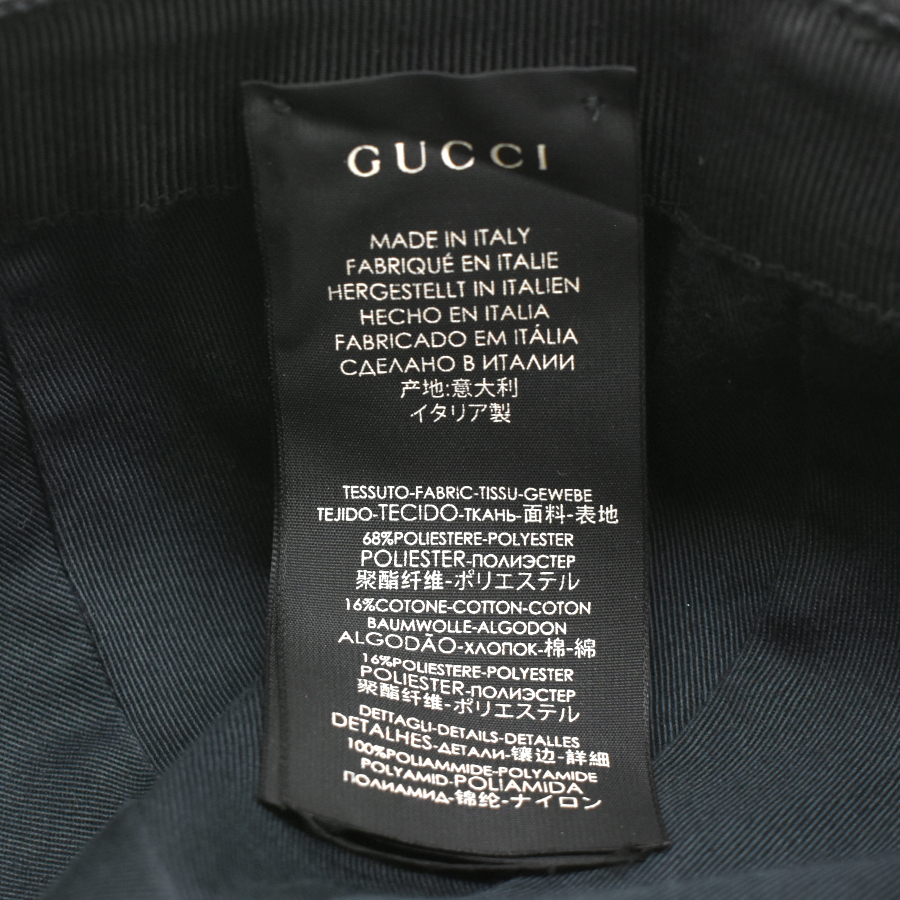 GUCCI
MADE IN ITALY
FABRIQUÉ EN ITALIE
HERGESTELLT IN ITALIEN
HECHO EN ITALIA
FABRICADO EM ITÁLIA
СДЕЛАНО В ИТАЛИИ
产地:意大利
イタリア製
TESSUTO-FABRIC-TISSU-GEWEBE
TEJIDO-TECIDO-ТКАНЬ-面料-表地
68%POLIESTERE-POLYESTER
POLIESTER-ПОЛИЭСТЕР
聚酯纤维-ポリエステル
16%COTONE-COTTON-COTON
BAUMWOLLE-ALGODON
ALGODÃO-ХЛОПОК-棉-綿
16%POLIESTERE-POLYESTER
POLIESTER-ПОЛИЭСТЕР
聚酯纤维-ポリエステル
DETTAGLI-DETAILS-DETALLES
DETALHES-ДЕТАЛИ-镶边-詳細
100%POLIAMMIDE-POLYAMIDE
POLYAMID-POLIAMIDA
ПОЛИАМИД-锦纶-ナイロン